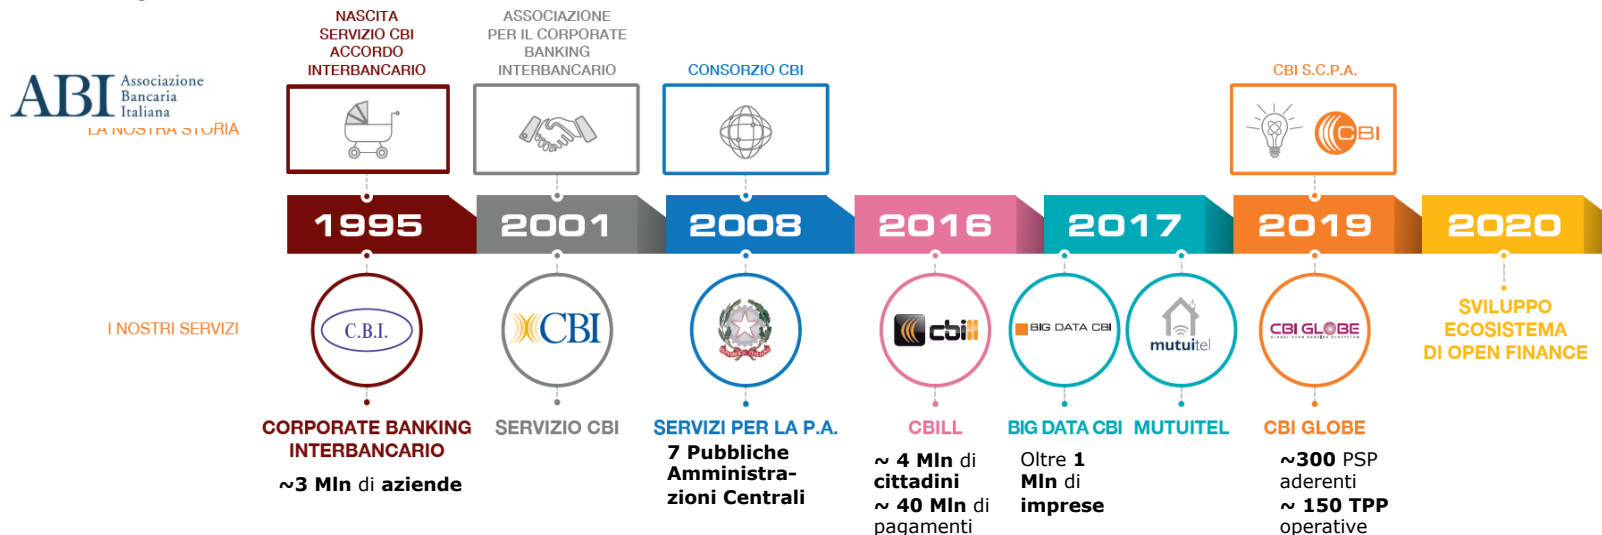 NASCITA
SERVIZIO CBI
ACCORDO
INTERBANCARIO
ASSOCIAZIONE
PER IL CORPORATE
BANKING
INTERBANCARIO
CONSORZIO CBI
CBI S.C.P.A.
ABI Associazione
Bancaria
Italiana
LA NOSTRA STORIA
CBI
1995
2001
2008
2016
2017
2019
2020
I NOSTRI SERVIZI
C.B.I.
CBI
cbill
BIG DATA CBI
mutuitel
CBI GLOBE
GLOBAL OPEN BANKING ECOSYSTEM
SVILUPPO
ECOSISTEMA
DI OPEN FINANCE
CORPORATE BANKING
INTERBANCARIO
~3 Mln di aziende
SERVIZIO CBI
SERVIZI PER LA P.A.
7 Pubbliche
Amministra-
zioni Centrali
CBILL
~ 4 Mln di
cittadini
~ 40 Mln di
pagamenti
BIG DATA CBI
Oltre 1
Mln di
imprese
MUTUITEL
CBI GLOBE
~300 PSP
aderenti
~ 150 TPP
operative